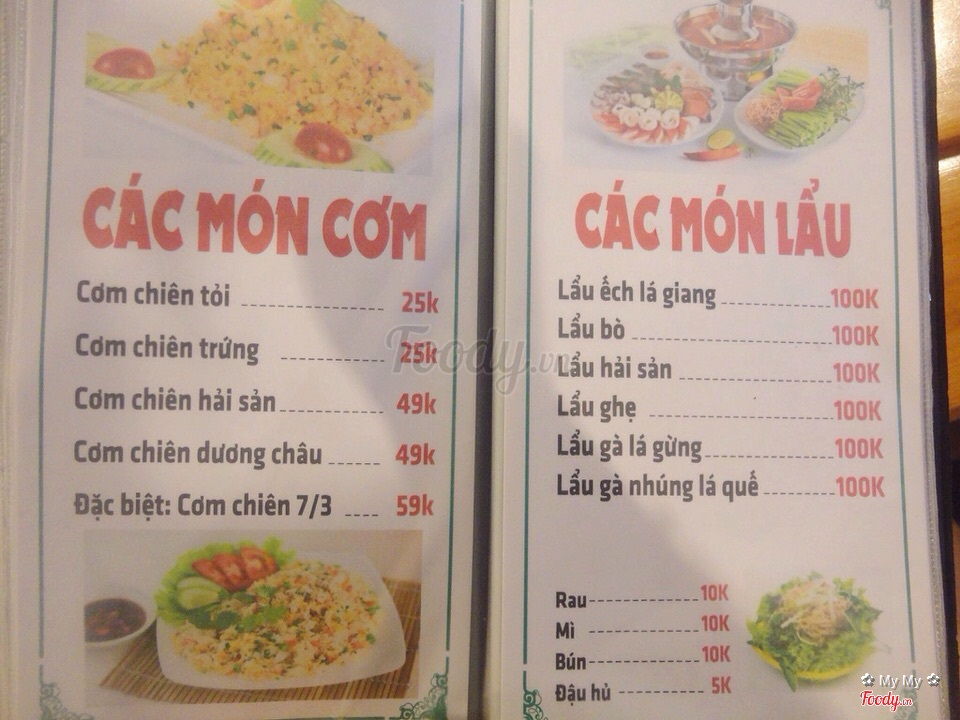 CÁC MÓN CƠM
Cơm chiên tỏi 25k
Cơm chiên trứng 25k
Cơm chiên hải sản 49k
Cơm chiên dương châu 49k
Đặc biệt: Cơm chiên 7/3 59k
CÁC MÓN LẨU
Lẩu ếch lá giang 100K
Lẩu bò 100K
Lẩu hải sản 100K
Lẩu ghẹ 100K
Lẩu gà lá gừng 100K
Lẩu gà nhúng lá quế 100K
Rau 10K
Mì 10K
Bún 10K
Đậu hủ 5K
Foody.vn
My My
Foody.vn